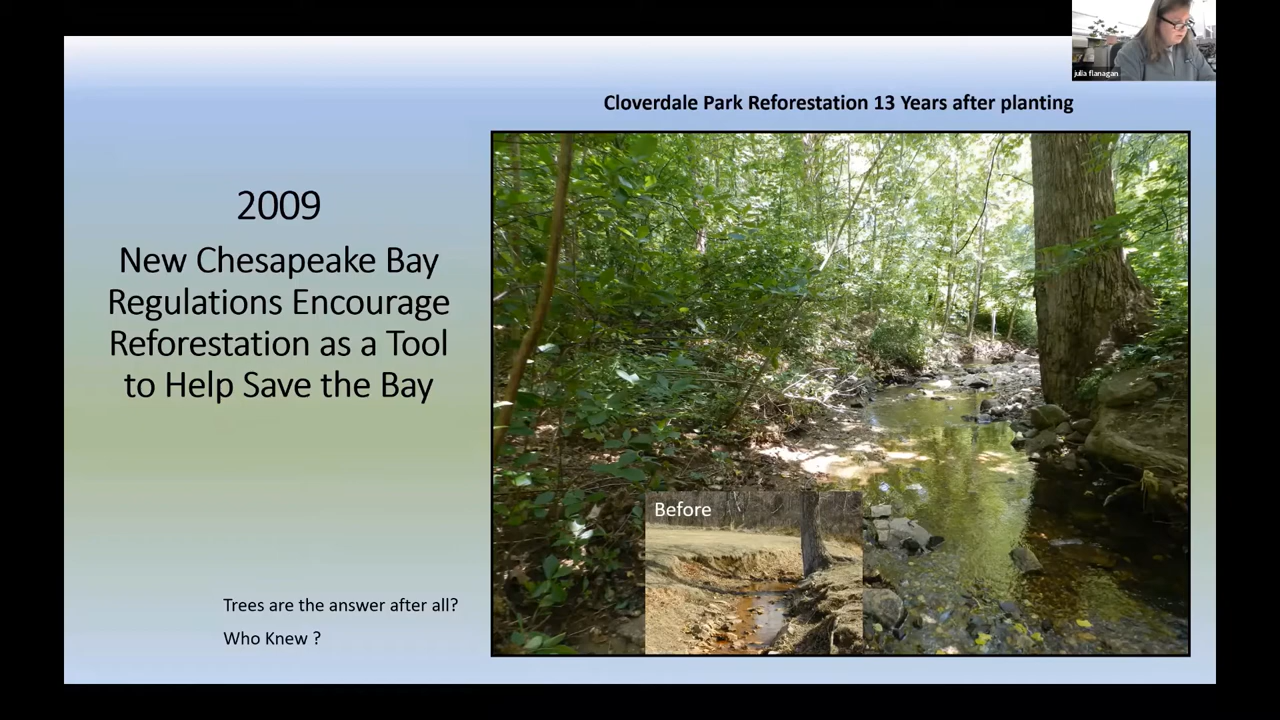 julia flanagan
Cloverdale Park Reforestation 13 Years after planting
2009
New Chesapeake Bay
Regulations Encourage
Reforestation as a Tool
to Help Save the Bay
Before
Trees are the answer after all?
Who Knew ?